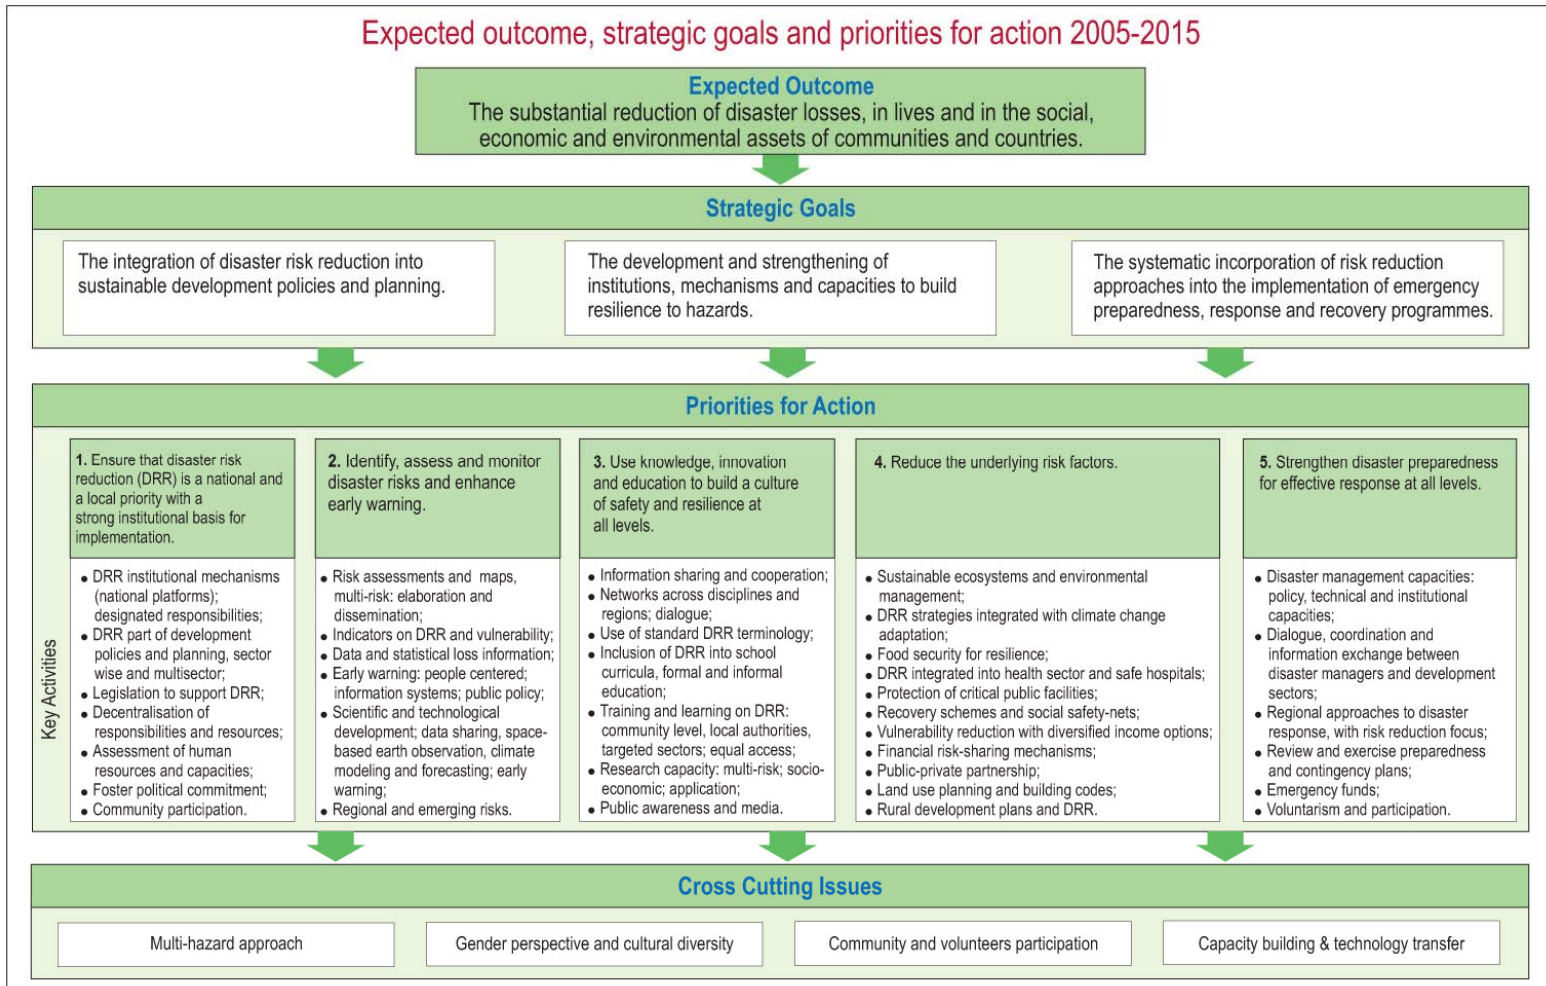 Expected outcome, strategic goals and priorities for action 2005-2015
Expected Outcome
The substantial reduction of disaster losses, in lives and in the social,
economic and environmental assets of communities and countries.
Strategic Goals
The integration of disaster risk reduction into
sustainable development policies and planning.
The development and strengthening of
institutions, mechanisms and capacities to build
resilience to hazards.
The systematic incorporation of risk reduction
approaches into the implementation of emergency
preparedness, response and recovery programmes.
Priorities for Action
Key Activities
1. Ensure that disaster risk
reduction (DRR) is a national and
a local priority with a
strong institutional basis for
implementation.
● DRR institutional mechanisms
(national platforms);
designated responsibilities;
● DRR part of development
policies and planning, sector
wise and multisector;
● Legislation to support DRR;
● Decentralisation of
responsibilities and resources;
● Assessment of human
resources and capacities;
● Foster political commitment;
● Community participation.
2. Identify, assess and monitor
disaster risks and enhance
early warning.
● Risk assessments and maps,
multi-risk: elaboration and
dissemination;
● Indicators on DRR and vulnerability;
● Data and statistical loss information;
● Early warning: people centered;
information systems; public policy;
● Scientific and technological
development; data sharing, space-
based earth observation, climate
modeling and forecasting; early
warning;
● Regional and emerging risks.
3. Use knowledge, innovation
and education to build a culture
of safety and resilience at
all levels.
● Information sharing and cooperation;
● Networks across disciplines and
regions; dialogue;
● Use of standard DRR terminology;
● Inclusion of DRR into school
curricula, formal and informal
education;
● Training and learning on DRR:
community level, local authorities,
targeted sectors; equal access;
● Research capacity: multi-risk; socio-
economic; application;
● Public awareness and media.
4. Reduce the underlying risk factors.
● Sustainable ecosystems and environmental
management;
● DRR strategies integrated with climate change
adaptation;
● Food security for resilience;
● DRR integrated into health sector and safe hospitals;
● Protection of critical public facilities;
● Recovery schemes and social safety-nets;
● Vulnerability reduction with diversified income options;
● Financial risk-sharing mechanisms;
● Public-private partnership;
● Land use planning and building codes;
● Rural development plans and DRR.
5. Strengthen disaster preparedness
for effective response at all levels.
● Disaster management capacities:
policy, technical and institutional
capacities;
● Dialogue, coordination and
information exchange between
disaster managers and development
sectors;
● Regional approaches to disaster
response, with risk reduction focus;
● Review and exercise preparedness
and contingency plans;
● Emergency funds;
● Voluntarism and participation.
Cross Cutting Issues
Multi-hazard approach
Gender perspective and cultural diversity
Community and volunteers participation
Capacity building & technology transfer